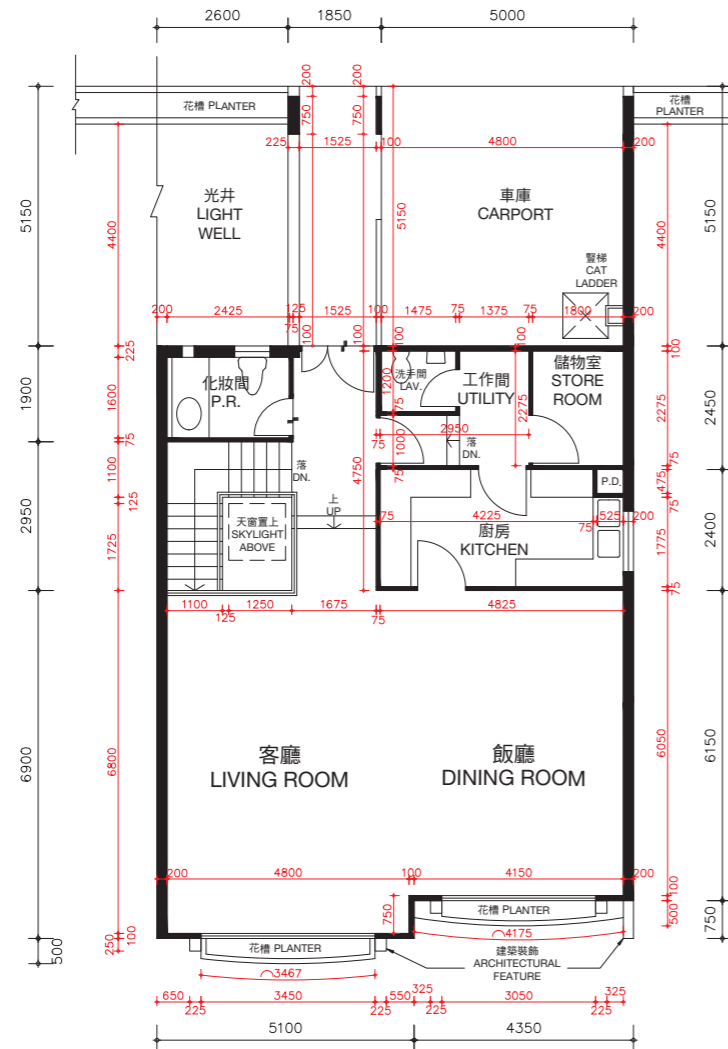 2600
1850
5000
花槽 PLANTER
花槽
PLANTER
200
200
750
750
225
1525
100
4800
200
光井
LIGHT
WELL
車庫
CARPORT
5150
4400
5150
4400
5150
豎梯
CAT
LADDER
200
2425
125
75
1525
100
1475
75
1375
75
1800
200
225
100
100
100
100
100
化妝間
P.R.
洗手間
LAV.
工作間
UTILITY
儲物室
STORE
ROOM
1900
1600
1200
75
2275
2275
2450
75
2950
75
1000
75
落
DN.
落
DN.
75
1100
4750
475
75
P.D.
125
上
UP
2950
1725
天窗置上
SKYLIGHT
ABOVE
75
4225
75
525
200
廚房
KITCHEN
1775
2400
75
1100
125
1250
1675
75
4825
客廳
LIVING ROOM
飯廳
DINING ROOM
6900
6800
6050
6150
200
4800
100
4150
200
750
100
500
750
花槽 PLANTER
4175
100
250
500
花槽 PLANTER
建築裝飾
ARCHITECTURAL
FEATURE
3467
650
225
3450
225
550
325
225
3050
225
325
5100
4350